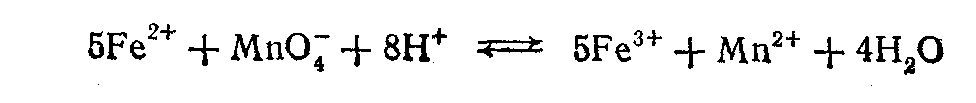 5Fe²⁺ + MnO₄⁻ + 8H⁺ ⇌ 5Fe³⁺ + Mn²⁺ + 4H₂O